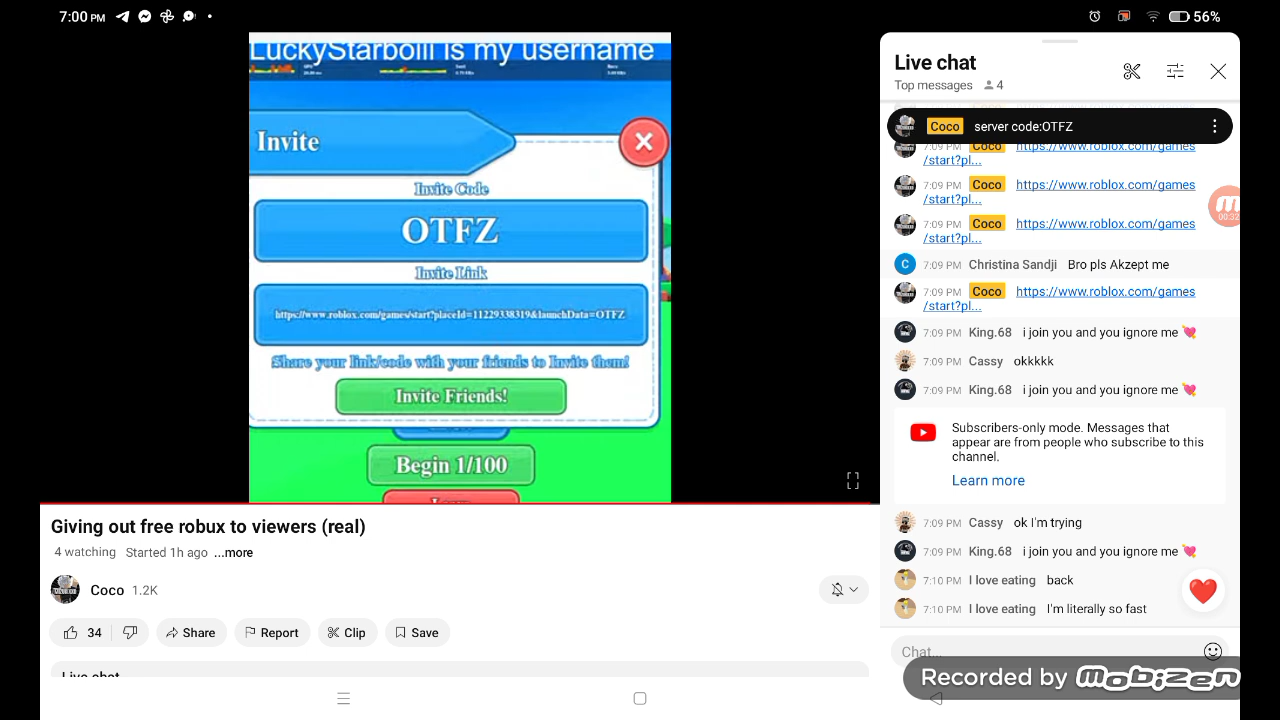 7:00 PM
56%
LuckyStarbolll is my username
Invite
Invite Code
OTFZ
Invite Link
https://www.roblox.com/games/start?placeId=11229338319&launchData=OTFZ
Share your link/code with your friends to Invite them!
Invite Friends!
Begin 1/100
Giving out free robux to viewers (real)
4 watching Started 1h ago ...more
Coco 1.2K
34
Share
Report
Clip
Save
Live chat
Live chat
Top messages 4
Coco server code:OTFZ
7:09 PM Coco https://www.roblox.com/games
/start?pl...
7:09 PM Coco https://www.roblox.com/games
/start?pl...
7:09 PM Coco https://www.roblox.com/games
/start?pl...
7:09 PM Christina Sandji Bro pls Akzept me
7:09 PM Coco https://www.roblox.com/games
/start?pl...
7:09 PM King.68 i join you and you ignore me 💘
7:09 PM Cassy okkkkk
7:09 PM King.68 i join you and you ignore me 💘
Subscribers-only mode. Messages that
appear are from people who subscribe to this
channel.
Learn more
7:09 PM Cassy ok I'm trying
7:09 PM King.68 i join you and you ignore me 💘
7:10 PM I love eating back
7:10 PM I love eating I'm literally so fast
Chat...
00:32
Recorded by Mobizen